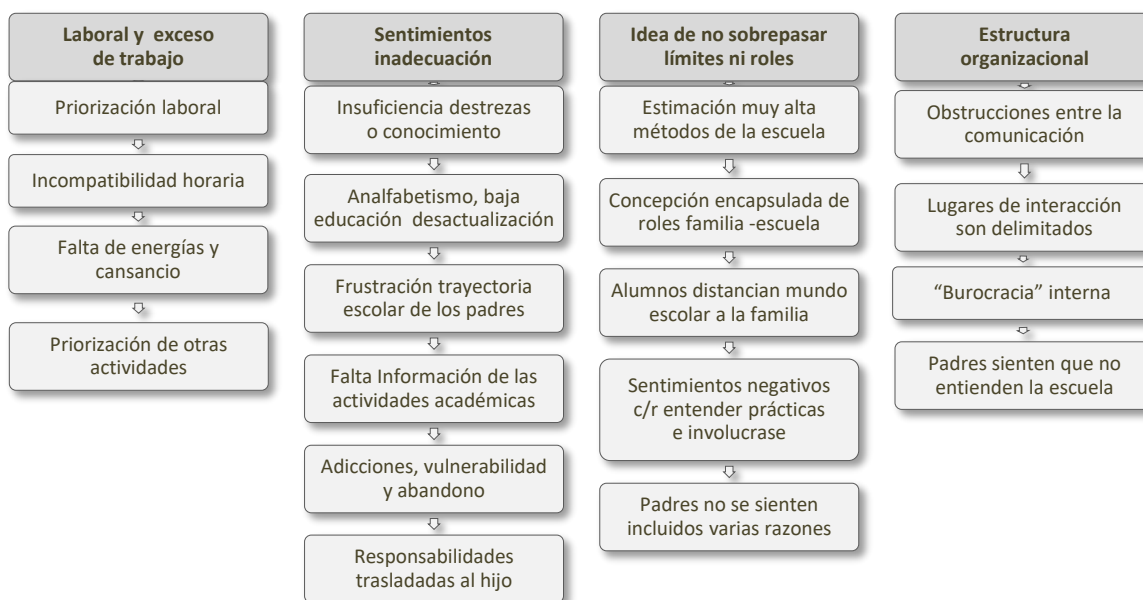 Laboral y exceso
de trabajo
Priorización laboral
Incompatibilidad horaria
Falta de energías y
cansancio
Priorización de otras
actividades
Sentimientos
inadecuación
Insuficiencia destrezas
o conocimiento
Analfabetismo, baja
educación desactualización
Frustración trayectoria
escolar de los padres
Falta Información de las
actividades académicas
Adicciones, vulnerabilidad
y abandono
Responsabilidades
trasladadas al hijo
Idea de no sobrepasar
límites ni roles
Estimación muy alta
métodos de la escuela
Concepción encapsulada de
roles familia -escuela
Alumnos distancian mundo
escolar a la familia
Sentimientos negativos
c/r entender prácticas
e involucrase
Padres no se sienten
incluidos varias razones
Estructura
organizacional
Obstrucciones entre la
comunicación
Lugares de interacción
son delimitados
“Burocracia” interna
Padres sienten que no
entienden la escuela